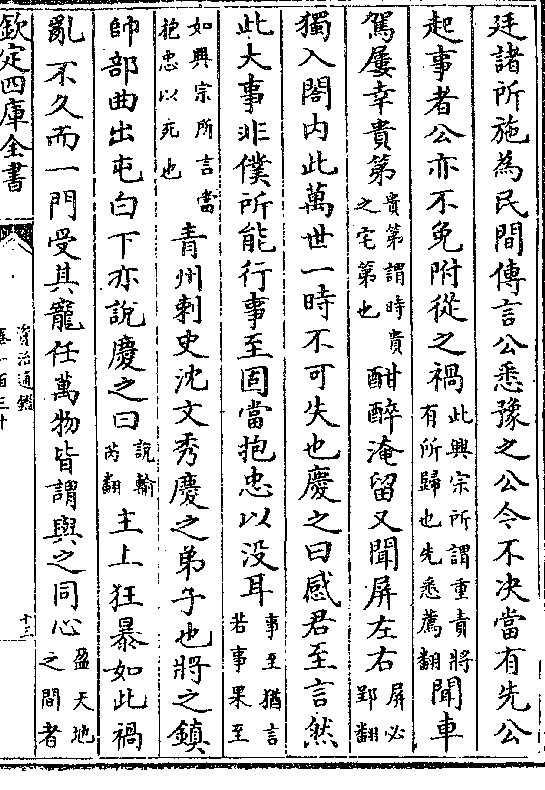 廷諸所施為民間傳言公悉豫之公今不决當有先公
起事者公亦不免附從之禍此興宗所謂重責將有所歸也先悉薦翻聞車
駕屢幸貴第貴第謂時貴之宅第也酣醉淹留又聞屏左右屏必郢翻
獨入閤内此萬世一時不可失也慶之曰感君至言然
此大事非僕所能行事至固當抱忠以没耳事至猶言若事果至
如興宗所言當抱忠以死也青州刺史沈文秀慶之弟子也將之鎮
帥部曲出屯白下亦說慶之曰說輸芮翻主上狂暴如此禍
亂不久而一門受其寵任萬物皆謂與之同心盈天地之間者
欽定四庫全書
資治通鑑
卷一百三十
十三